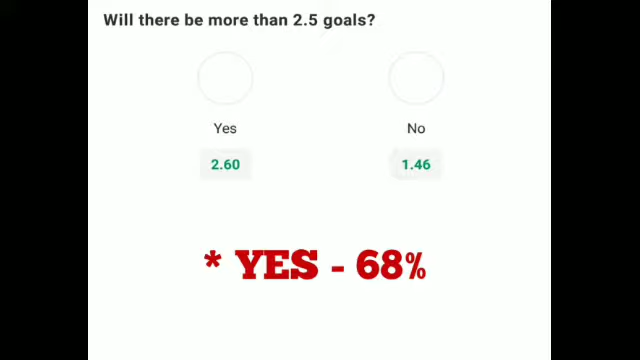 Will there be more than 2.5 goals?
Yes No
2.60 1.46
* YES - 68%